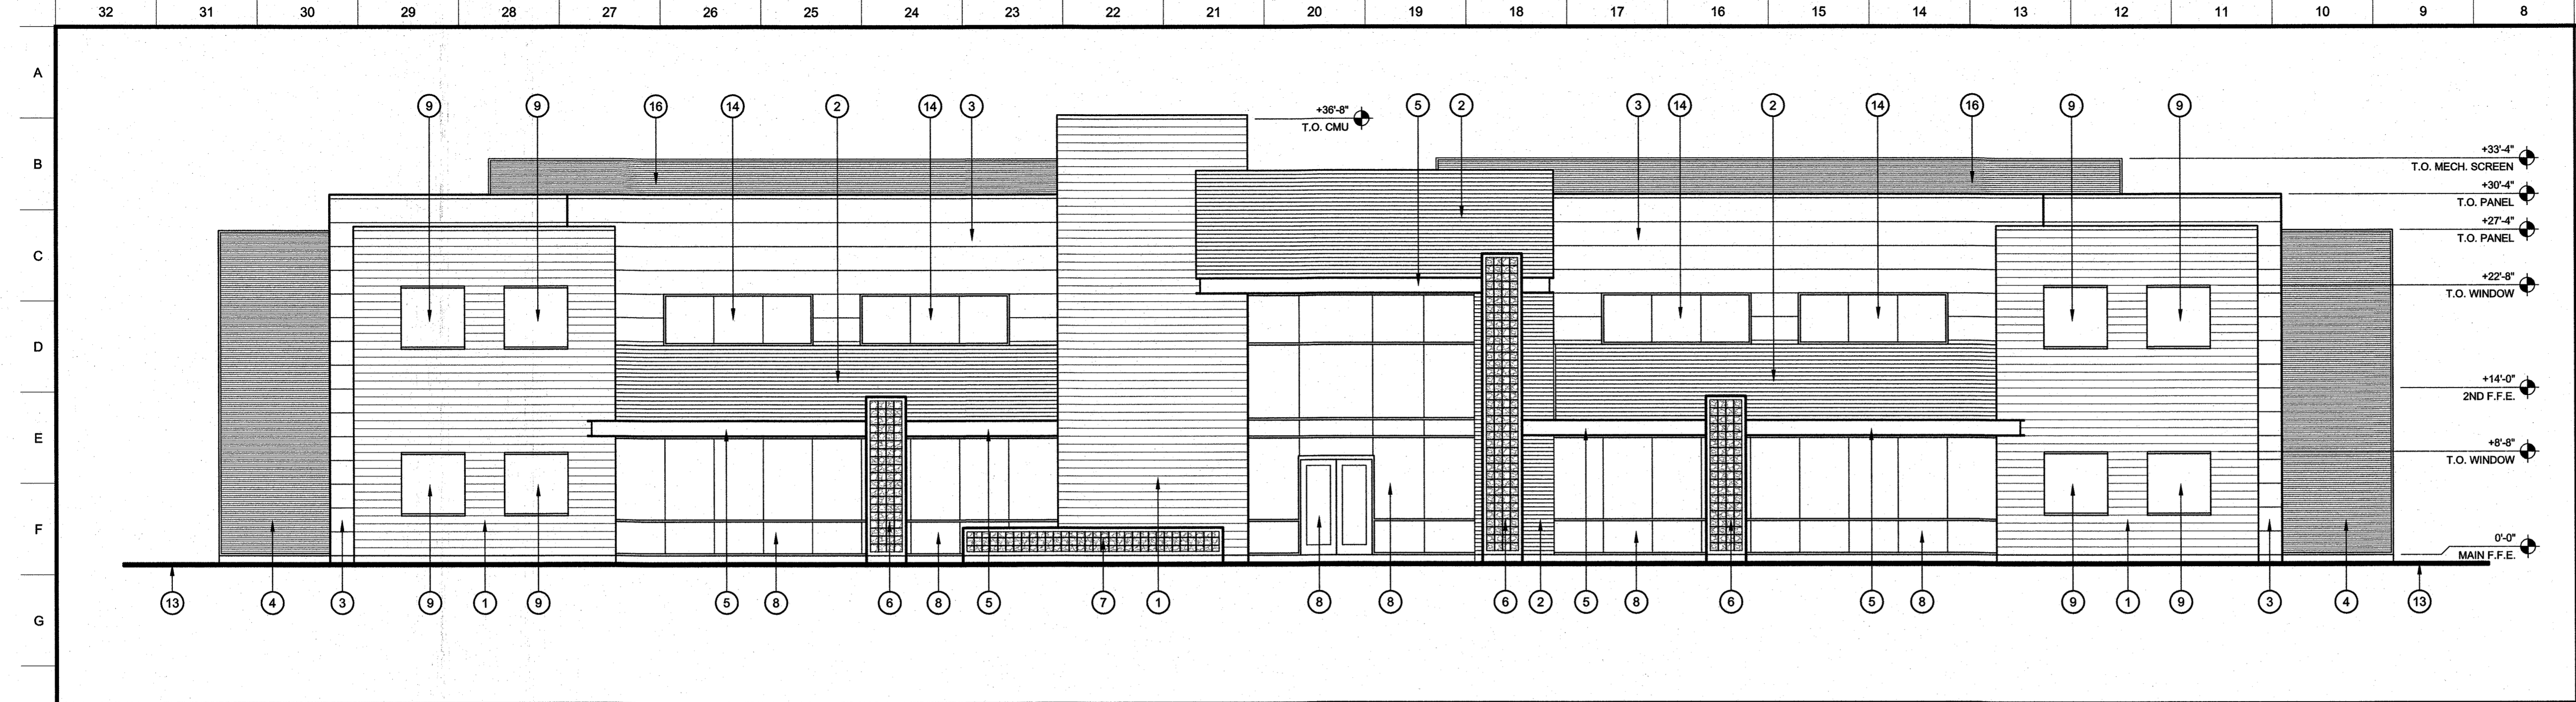 32 31 30 29 28 27 26 25 24 23 22 21 20 19 18 17 16 15 14 13 12 11 10 9 8
A
9 9 16 14 2 14 3 5 2 3 14 2 14 16 9 9
+36'-8"
T.O. CMU
B
+33'-4"
T.O. MECH. SCREEN
+30'-4"
T.O. PANEL
+27'-4"
T.O. PANEL
C
+22'-8"
T.O. WINDOW
D
+14'-0"
2ND F.F.E.
E
+8'-8"
T.O. WINDOW
F
0'-0"
MAIN F.F.E.
13 4 3 9 1 9 5 8 6 8 5 7 1 8 8 6 2 5 8 6 5 8 9 1 9 3 4 13
G